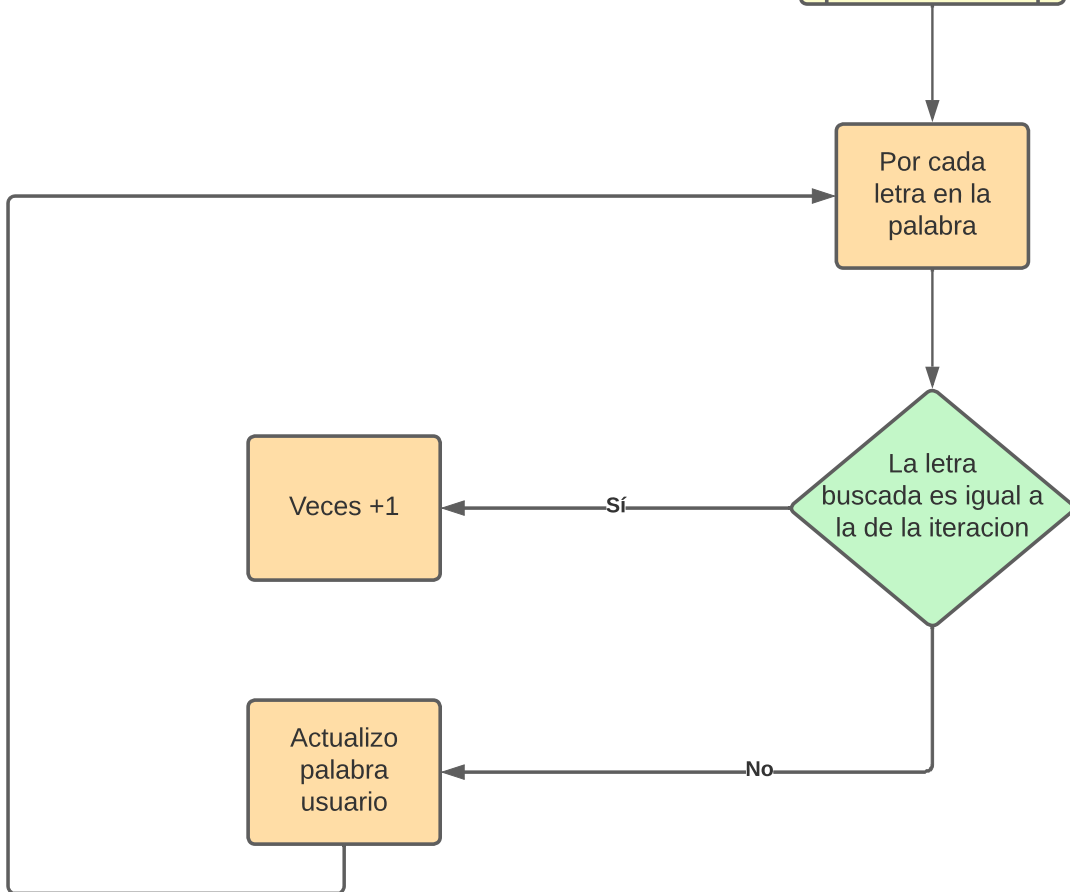 Por cada
letra en la
palabra
La letra
buscada es igual a
la de la iteracion
Sí
Veces +1
No
Actualizo
palabra
usuario